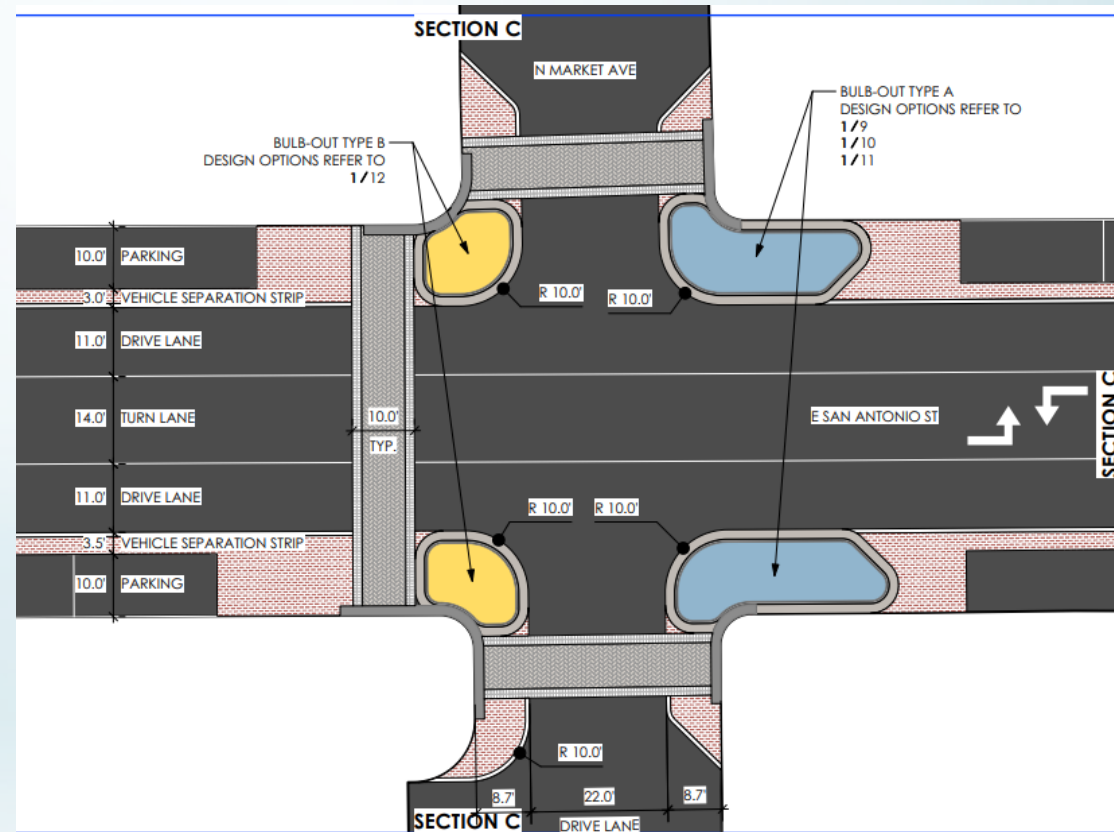 SECTION C
N MARKET AVE
BULB-OUT TYPE A
DESIGN OPTIONS REFER TO
1/9
1/10
1/11
BULB-OUT TYPE B
DESIGN OPTIONS REFER TO
1/12
10.0' PARKING
3.0' VEHICLE SEPARATION STRIP
R 10.0'
R 10.0'
11.0' DRIVE LANE
14.0' TURN LANE
10.0'
TYP.
E SAN ANTONIO ST
SECTION C
11.0' DRIVE LANE
R 10.0'
R 10.0'
3.5' VEHICLE SEPARATION STRIP
10.0' PARKING
R 10.0'
8.7'
22.0'
8.7'
SECTION C
DRIVE LANE